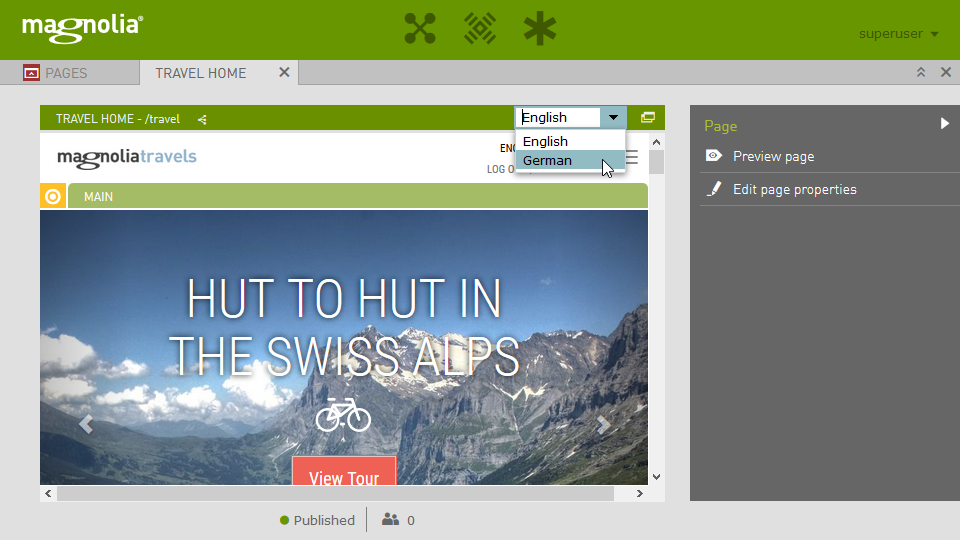 magnolia®
superuser
PAGES
TRAVEL HOME
TRAVEL HOME - /travel
English
English
German
magnoliatravels
LOG
MAIN
HUT TO HUT IN
THE SWISS ALPS
View Tour
Page
Preview page
Edit page properties
Published
0